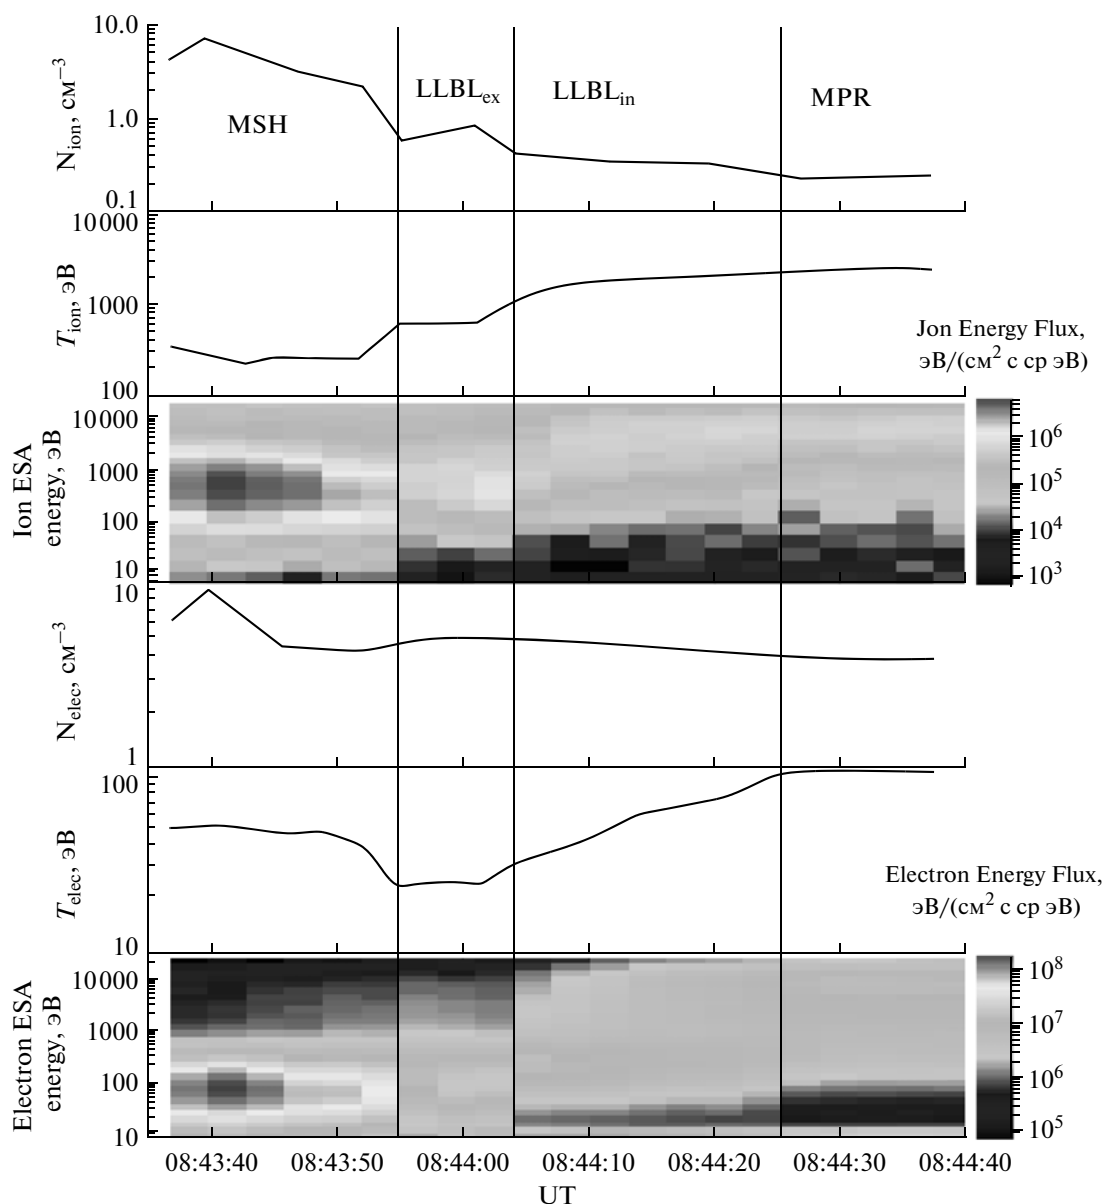 10.0
1.0
0.1
N_ion, см⁻³
MSH
LLBL_ex
LLBL_in
MPR
10000
1000
100
T_ion, эВ
Jon Energy Flux,
эВ/(см² с ср эВ)
10000
1000
100
10
Ion ESA
energy, эВ
10⁶
10⁵
10⁴
10³
10
1
N_elec, см⁻³
100
10
T_elec, эВ
Electron Energy Flux,
эВ/(см² с ср эВ)
10000
1000
100
10
Electron ESA
energy, эВ
10⁸
10⁷
10⁶
10⁵
08:43:40 08:43:50 08:44:00 08:44:10 08:44:20 08:44:30 08:44:40
UT